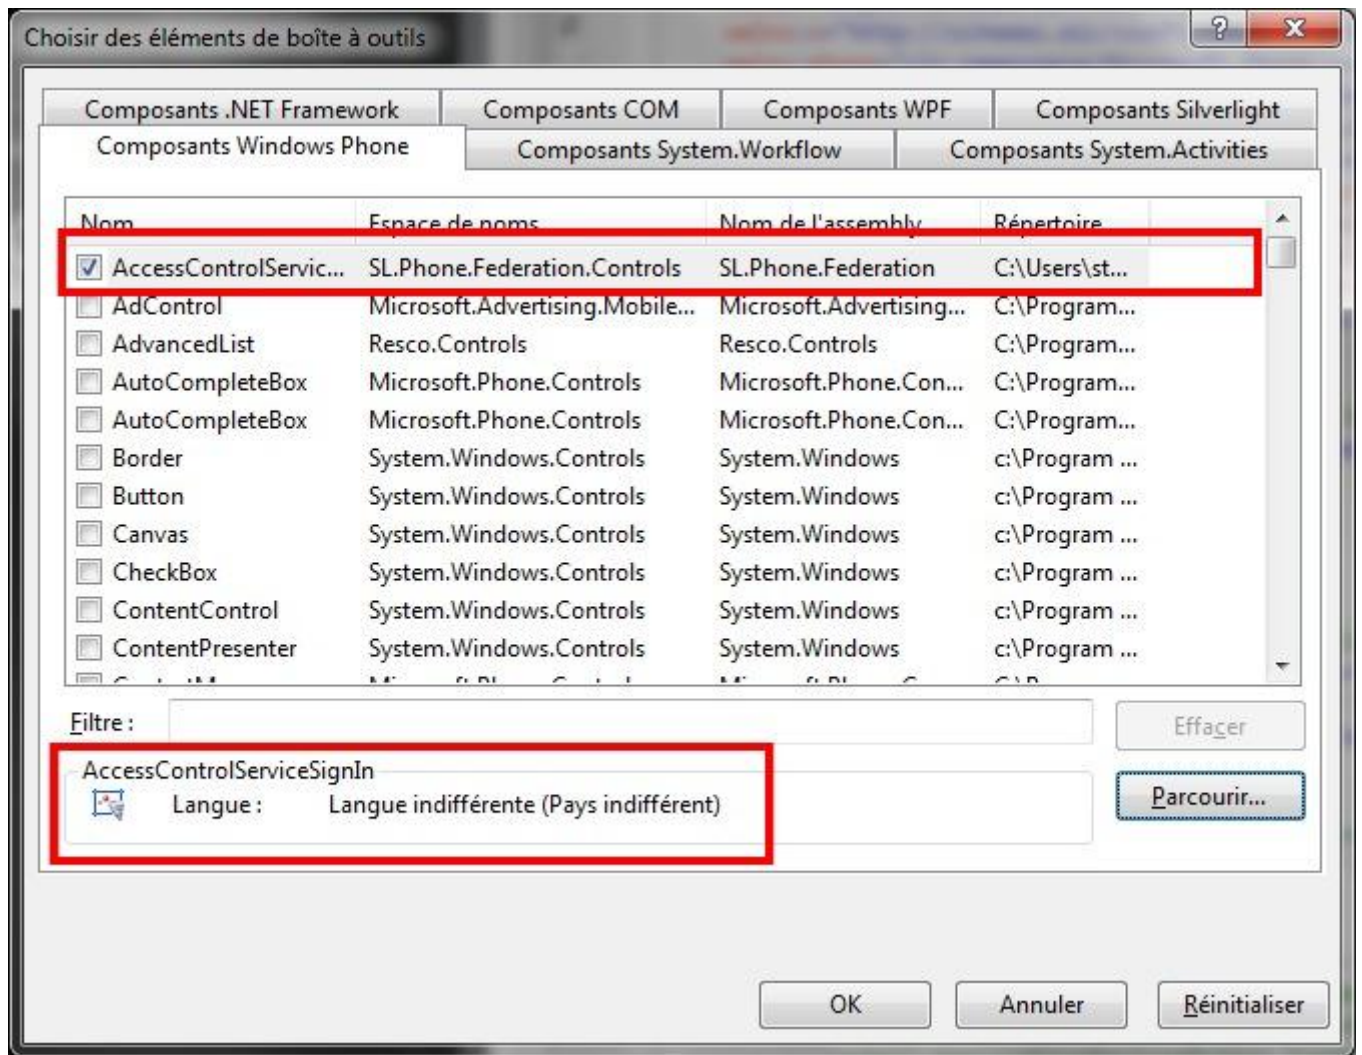 Choisir des éléments de boîte à outils
Composants .NET Framework Composants COM Composants WPF Composants Silverlight
Composants Windows Phone Composants System.Workflow Composants System.Activities
Nom Espace de noms Nom de l'assembly Répertoire
AccessControlServic... SL.Phone.Federation.Controls SL.Phone.Federation C:\Users\st...
AdControl Microsoft.Advertising.Mobile... Microsoft.Advertising... C:\Program...
AdvancedList Resco.Controls Resco.Controls C:\Program...
AutoCompleteBox Microsoft.Phone.Controls Microsoft.Phone.Con... C:\Program...
AutoCompleteBox Microsoft.Phone.Controls Microsoft.Phone.Con... C:\Program...
Border System.Windows.Controls System.Windows c:\Program ...
Button System.Windows.Controls System.Windows c:\Program ...
Canvas System.Windows.Controls System.Windows c:\Program ...
CheckBox System.Windows.Controls System.Windows c:\Program ...
ContentControl System.Windows.Controls System.Windows c:\Program ...
ContentPresenter System.Windows.Controls System.Windows c:\Program ...
Filtre : Effacer
AccessControlServiceSignIn
Langue : Langue indifférente (Pays indifférent) Parcourir...
OK Annuler Réinitialiser